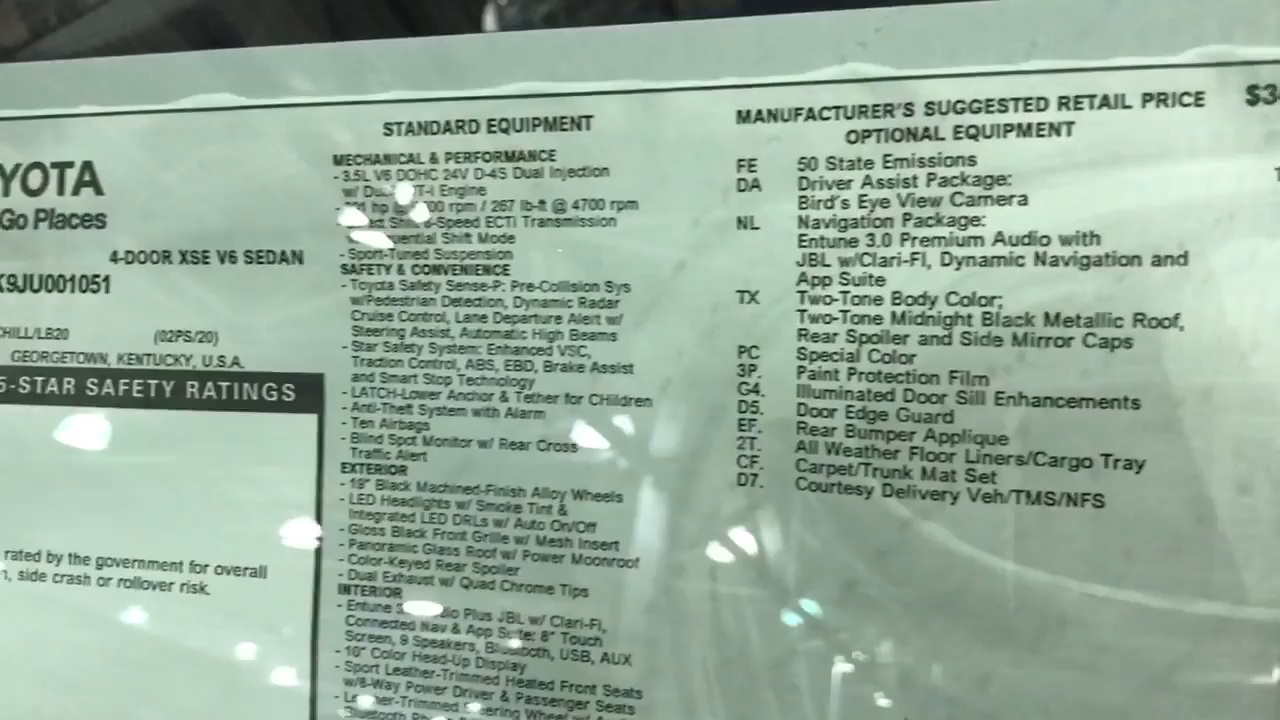 YOTA
Go Places
4-DOOR XSE V6 SEDAN
K9JU001051
CHILL/LB20 (02PS/20)
GEORGETOWN, KENTUCKY, U.S.A.
5-STAR SAFETY RATINGS
rated by the government for overall
side crash or rollover risk.
STANDARD EQUIPMENT
MECHANICAL & PERFORMANCE
- 3.5L V6 DOHC 24V D-4S Dual Injection
w/ Engine
hp @ rpm / 267 lb-ft @ 4700 rpm
-Speed ECTi Transmission
Shift Mode
- Sport-Tuned Suspension
SAFETY & CONVENIENCE
- Toyota Safety Sense-P: Pre-Collision Sys
w/Pedestrian Detection, Dynamic Radar
Cruise Control, Lane Departure Alert w/
Steering Assist, Automatic High Beams
- Star Safety System: Enhanced VSC,
Traction Control, ABS, EBD, Brake Assist
and Smart Stop Technology
- LATCH-Lower Anchor & Tether for CHildren
- Anti-Theft System with Alarm
- Ten Airbags
- Blind Spot Monitor w/ Rear Cross
Traffic Alert
EXTERIOR
- 19" Black Machined-Finish Alloy Wheels
- LED Headlights w/ Smoke Tint &
Integrated LED DRLs w/ Auto On/Off
- Gloss Black Front Grille w/ Mesh Insert
- Panoramic Glass Roof w/ Power Moonroof
- Color-Keyed Rear Spoiler
- Dual Exhaust w/ Quad Chrome Tips
INTERIOR
- Entune Plus JBL w/ Clari-Fi,
Connected Nav & App Suite: 8" Touch
Screen, 9 Speakers, Bluetooth, USB, AUX
- 10" Color Head-Up Display
- Sport Leather-Trimmed Heated Front Seats
w/8-Way Power Driver & Passenger Seats
- Leather-Trimmed Steering Wheel w/
MANUFACTURER'S SUGGESTED RETAIL PRICE $3
OPTIONAL EQUIPMENT
FE 50 State Emissions
DA Driver Assist Package:
Bird's Eye View Camera
NL Navigation Package:
Entune 3.0 Premium Audio with
JBL w/Clari-FI, Dynamic Navigation and
App Suite
TX Two-Tone Body Color;
Two-Tone Midnight Black Metallic Roof,
Rear Spoiler and Side Mirror Caps
PC Special Color
3P. Paint Protection Film
G4. Illuminated Door Sill Enhancements
D5. Door Edge Guard
EF. Rear Bumper Applique
2T. All Weather Floor Liners/Cargo Tray
CF. Carpet/Trunk Mat Set
D7. Courtesy Delivery Veh/TMS/NFS